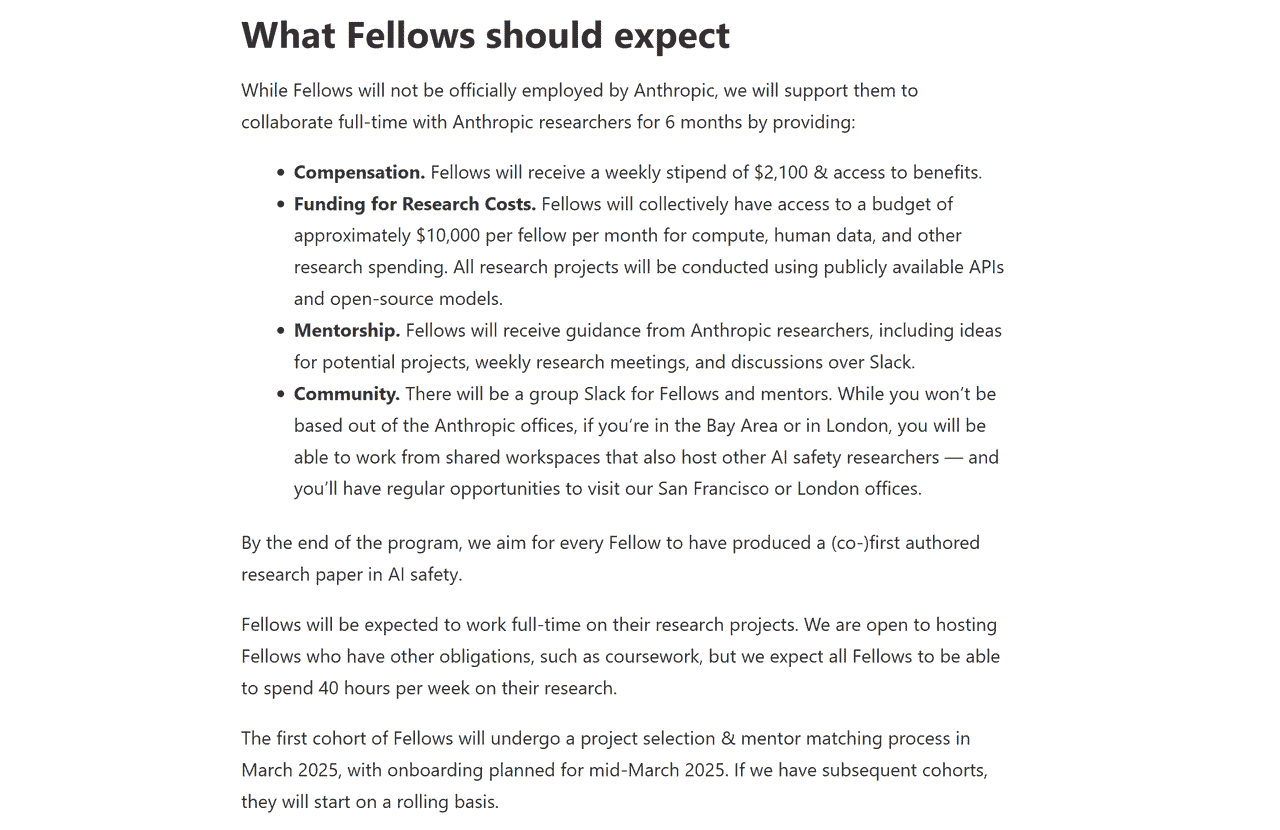 What Fellows should expect
While Fellows will not be officially employed by Anthropic, we will support them to
collaborate full-time with Anthropic researchers for 6 months by providing:
• Compensation. Fellows will receive a weekly stipend of $2,100 & access to benefits.
• Funding for Research Costs. Fellows will collectively have access to a budget of
approximately $10,000 per fellow per month for compute, human data, and other
research spending. All research projects will be conducted using publicly available APIs
and open-source models.
• Mentorship. Fellows will receive guidance from Anthropic researchers, including ideas
for potential projects, weekly research meetings, and discussions over Slack.
• Community. There will be a group Slack for Fellows and mentors. While you won’t be
based out of the Anthropic offices, if you’re in the Bay Area or in London, you will be
able to work from shared workspaces that also host other AI safety researchers — and
you’ll have regular opportunities to visit our San Francisco or London offices.
By the end of the program, we aim for every Fellow to have produced a (co-)first authored
research paper in AI safety.
Fellows will be expected to work full-time on their research projects. We are open to hosting
Fellows who have other obligations, such as coursework, but we expect all Fellows to be able
to spend 40 hours per week on their research.
The first cohort of Fellows will undergo a project selection & mentor matching process in
March 2025, with onboarding planned for mid-March 2025. If we have subsequent cohorts,
they will start on a rolling basis.